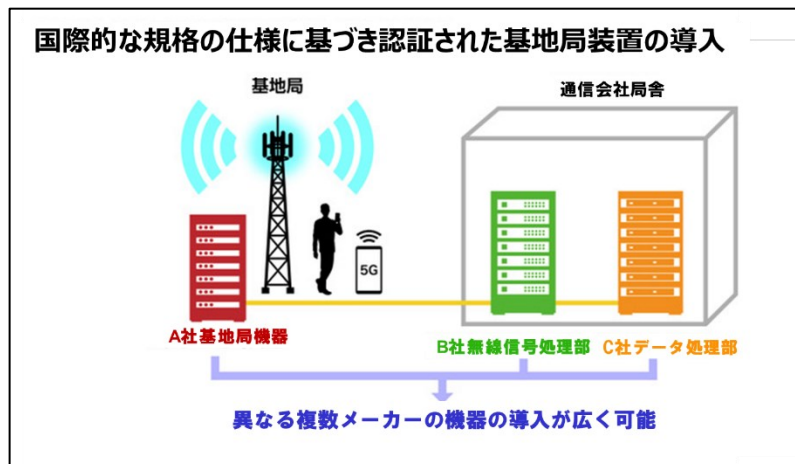 国際的な規格の仕様に基づき認証された基地局装置の導入
基地局
通信会社局舎
5G
A社基地局機器
B社無線信号処理部
C社データ処理部
異なる複数メーカーの機器の導入が広く可能